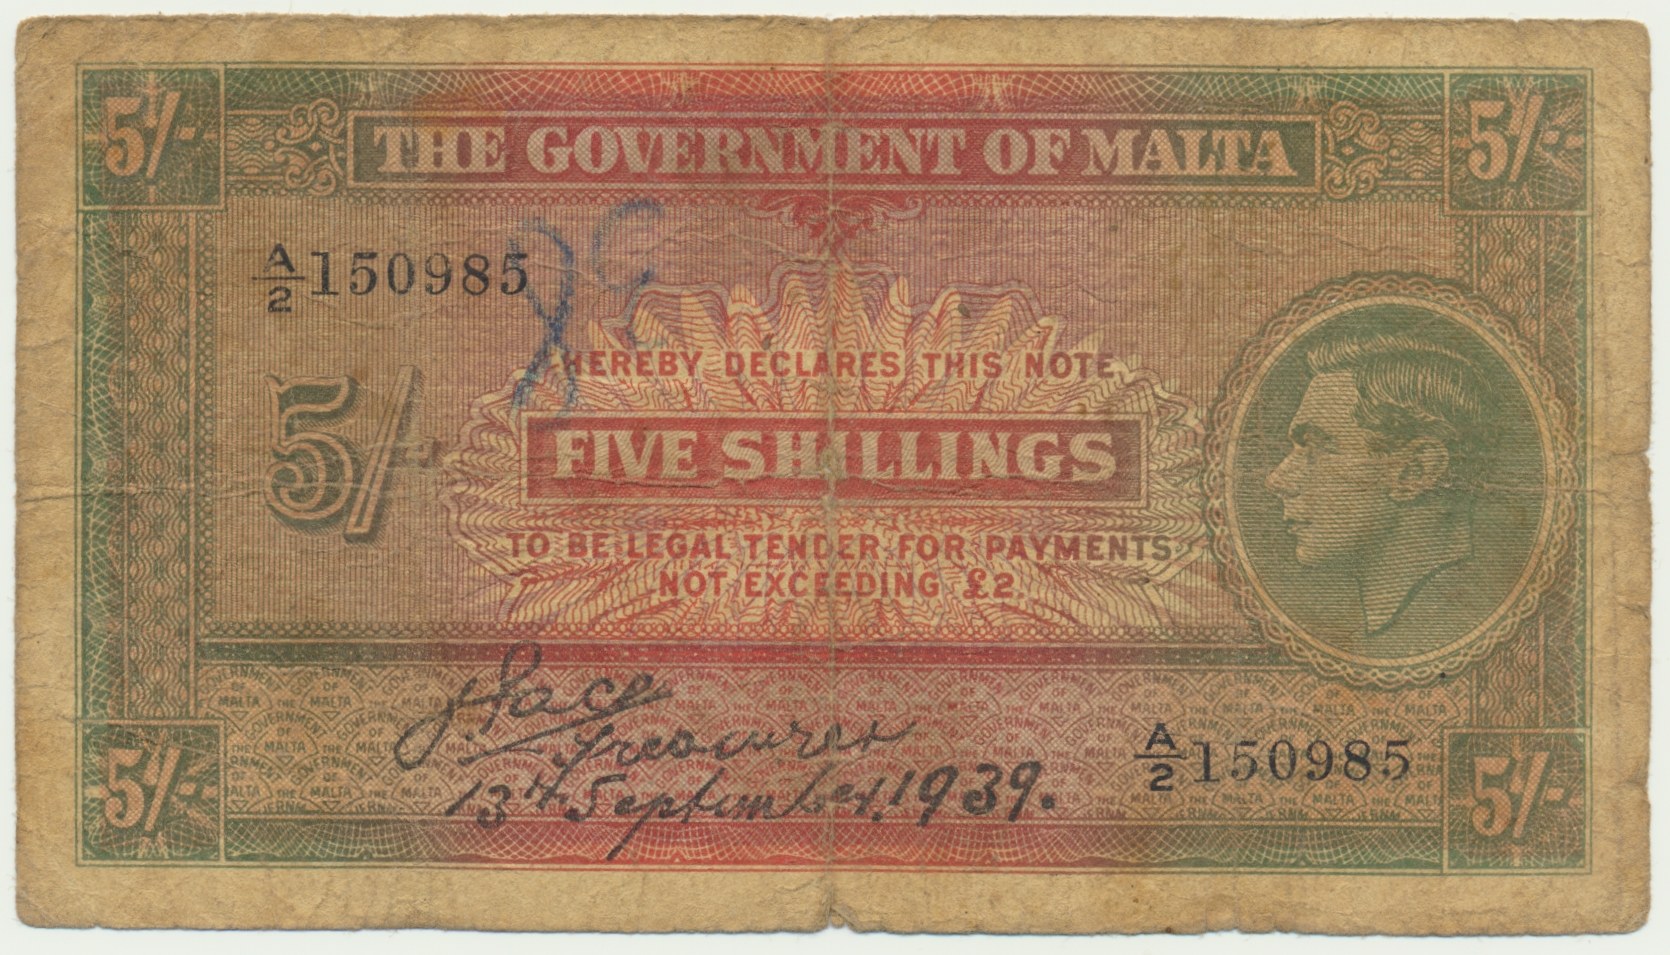 5/- 5/-
THE GOVERNMENT OF MALTA
A/2 150985
HEREBY DECLARES THIS NOTE
5/-
FIVE SHILLINGS
TO BE LEGAL TENDER FOR PAYMENTS
NOT EXCEEDING £2.
J. Pace
Treasurer
13th September, 1939.
A/2 150985
5/- 5/-